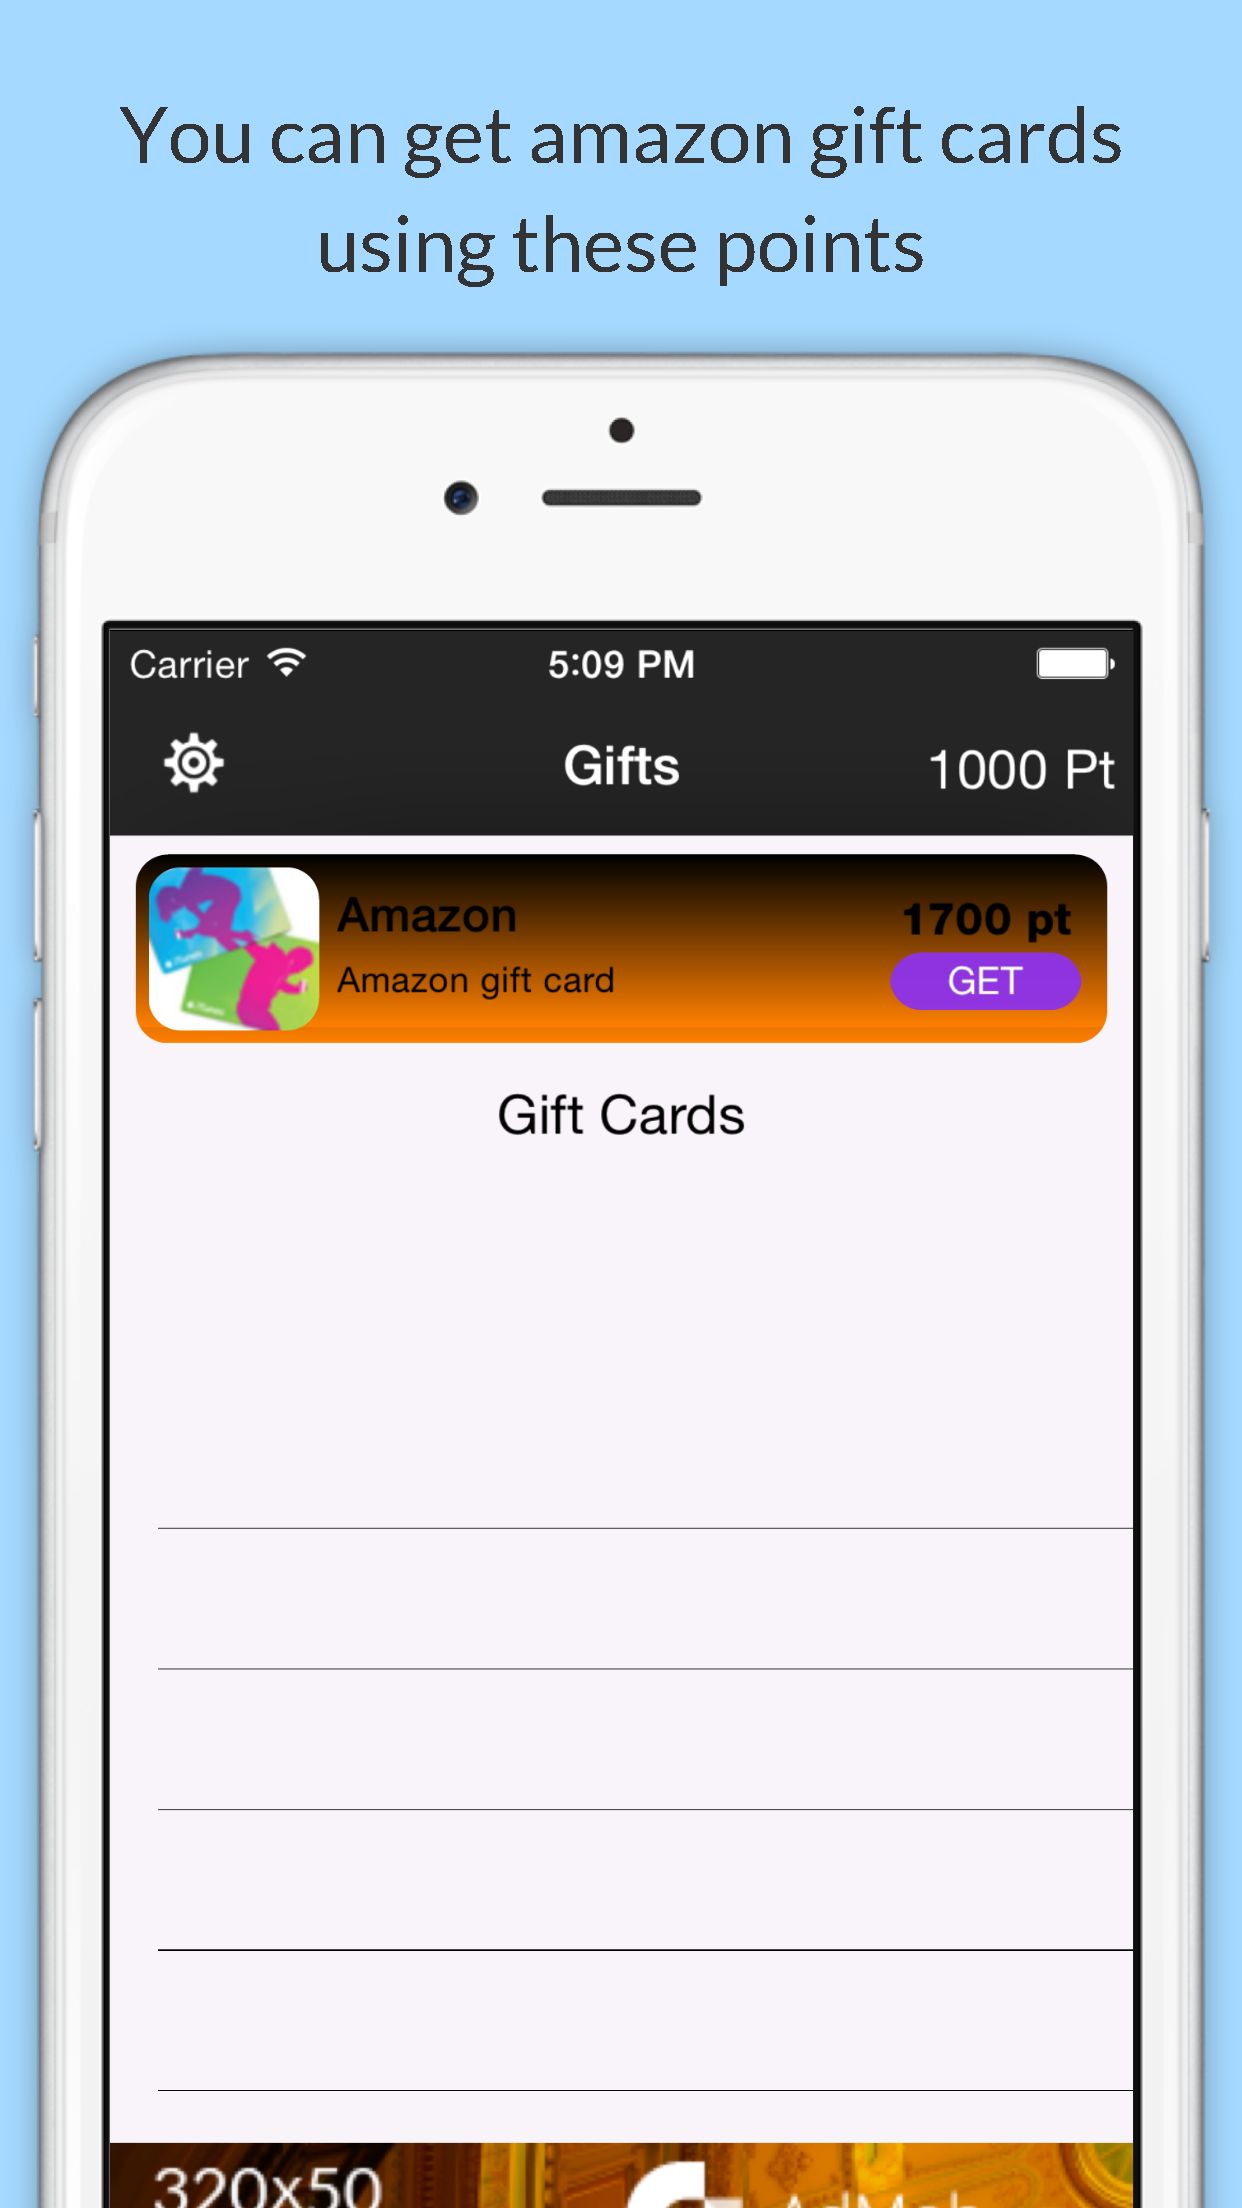 You can get amazon gift cards
using these points
Carrier 5:09 PM
Gifts 1000 Pt
Amazon 1700 pt
Amazon gift card GET
Gift Cards
320x50 AdMob